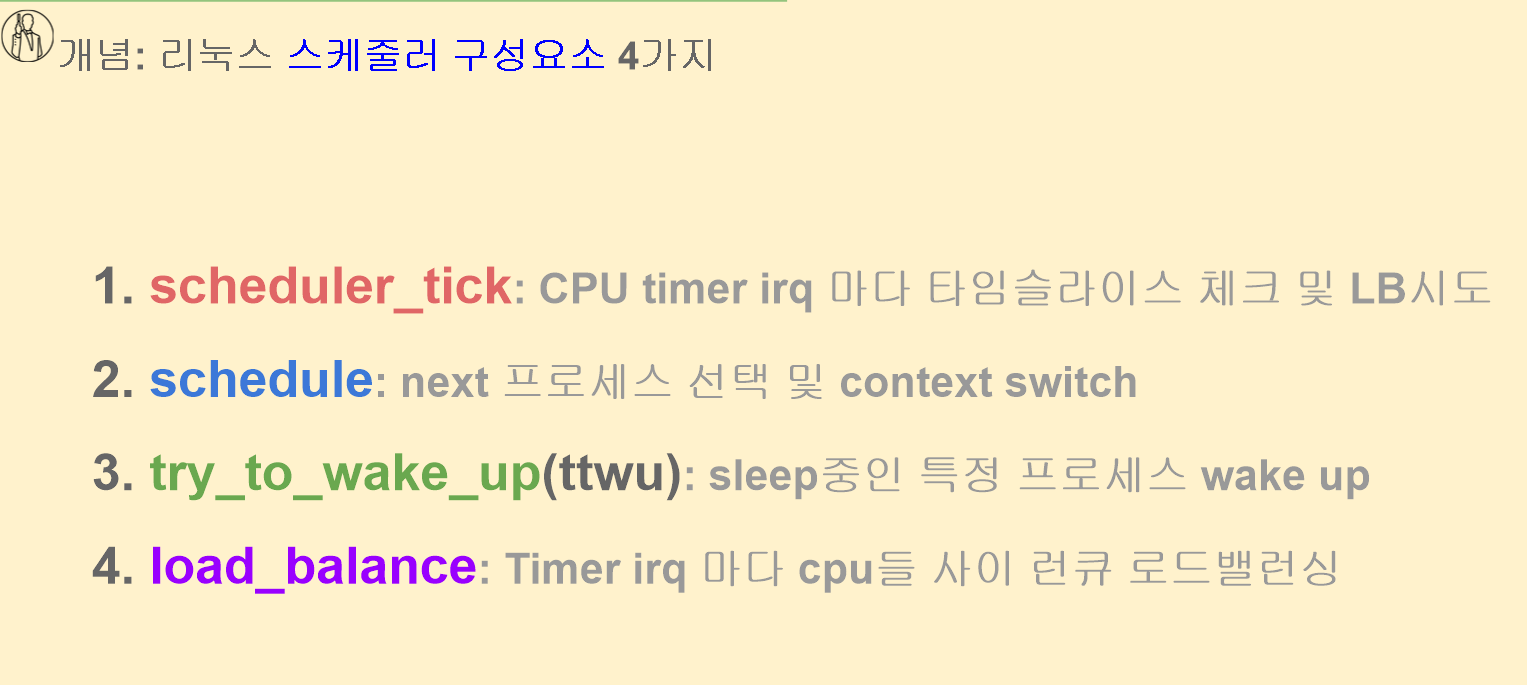 개념: 리눅스 스케줄러 구성요소 4가지
1. scheduler_tick: CPU timer irq 마다 타임슬라이스 체크 및 LB시도
2. schedule: next 프로세스 선택 및 context switch
3. try_to_wake_up(ttwu): sleep중인 특정 프로세스 wake up
4. load_balance: Timer irq 마다 cpu들 사이 런큐 로드밸런싱